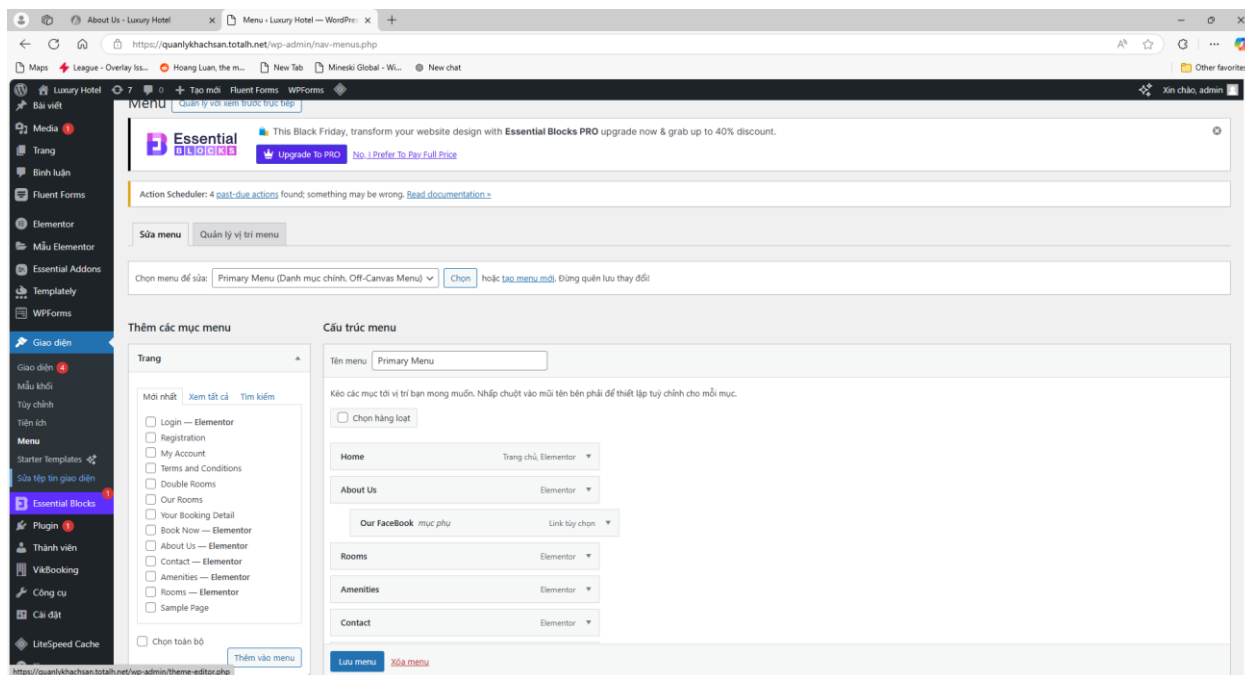 About Us - Luxury Hotel
Menu ‹ Luxury Hotel — WordPres
https://quanlykhachsan.totalh.net/wp-admin/nav-menus.php
Maps
League - Overlay Iss...
Hoang Luan, the m...
New Tab
Mineski Global - Wi...
New chat
Other favorites
Luxury Hotel 7 0 + Tạo mới Fluent Forms WPForms
Xin chào, admin
Bài viết
Media 1
Trang
Bình luận
Fluent Forms
Elementor
Mẫu Elementor
Essential Addons
Templately
WPForms
Giao diện
Giao diện 4
Mẫu khối
Tùy chỉnh
Tiện ích
Menu
Starter Templates
Sửa tệp tin giao diện
Essential Blocks 1
Plugin 1
Thành viên
VikBooking
Công cụ
Cài đặt
LiteSpeed Cache
https://quanlykhachsan.totalh.net/wp-admin/theme-editor.php
Menu Quản lý với xem trước trực tiếp
Essential
BLOCKS
This Black Friday, transform your website design with Essential Blocks PRO upgrade now & grab up to 40% discount.
Upgrade To PRO No, I Prefer To Pay Full Price
Action Scheduler: 4 past-due actions found; something may be wrong. Read documentation »
Sửa menu Quản lý vị trí menu
Chọn menu để sửa: Primary Menu (Danh mục chính, Off-Canvas Menu) Chọn hoặc tạo menu mới. Đừng quên lưu thay đổi!
Thêm các mục menu
Trang
Mới nhất Xem tất cả Tìm kiếm
Login — Elementor
Registration
My Account
Terms and Conditions
Double Rooms
Our Rooms
Your Booking Detail
Book Now — Elementor
About Us — Elementor
Contact — Elementor
Amenities — Elementor
Rooms — Elementor
Sample Page
Chọn toàn bộ
Thêm vào menu
Cấu trúc menu
Tên menu Primary Menu
Kéo các mục tới vị trí bạn mong muốn. Nhấp chuột vào mũi tên bên phải để thiết lập tuỳ chỉnh cho mỗi mục.
Chọn hàng loạt
Home Trang chủ, Elementor
About Us Elementor
Our FaceBook mục phụ Link tùy chọn
Rooms Elementor
Amenities Elementor
Contact Elementor
Lưu menu Xóa menu